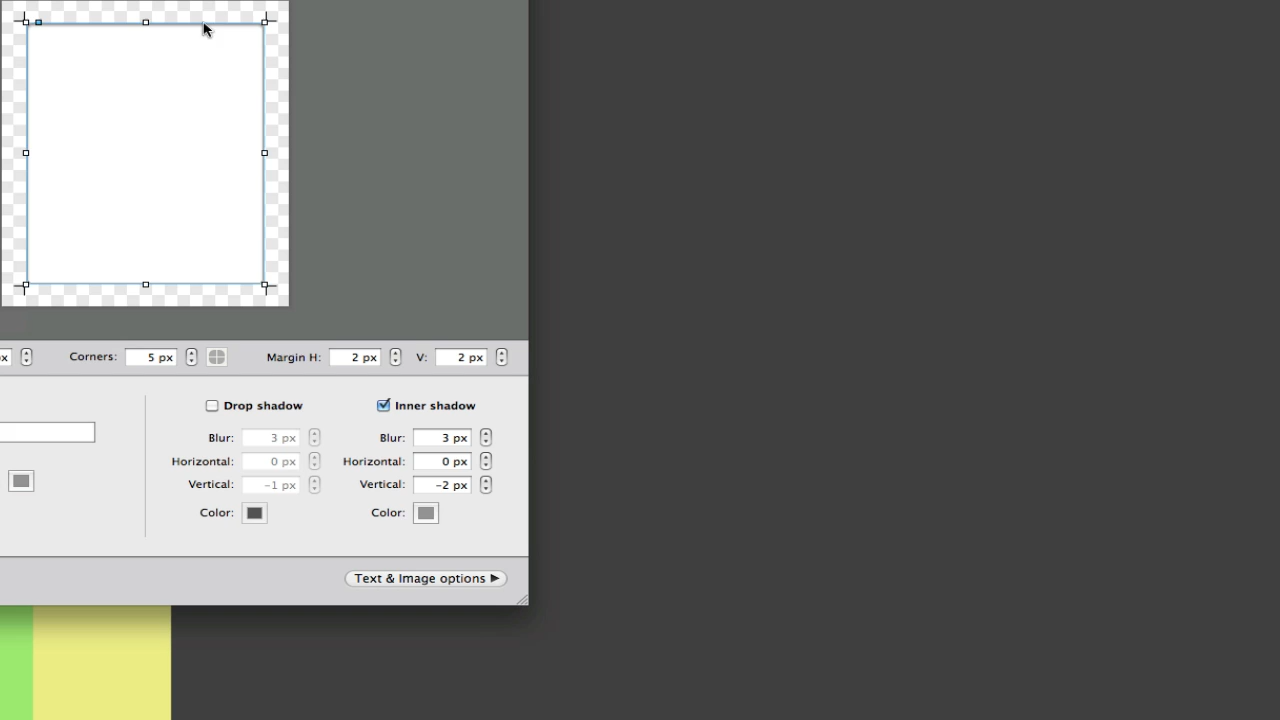 x Corners: 5 px Margin H: 2 px V: 2 px
Drop shadow Inner shadow
Blur: 3 px Blur: 3 px
Horizontal: 0 px Horizontal: 0 px
Vertical: -1 px Vertical: -2 px
Color: Color:
Text & Image options